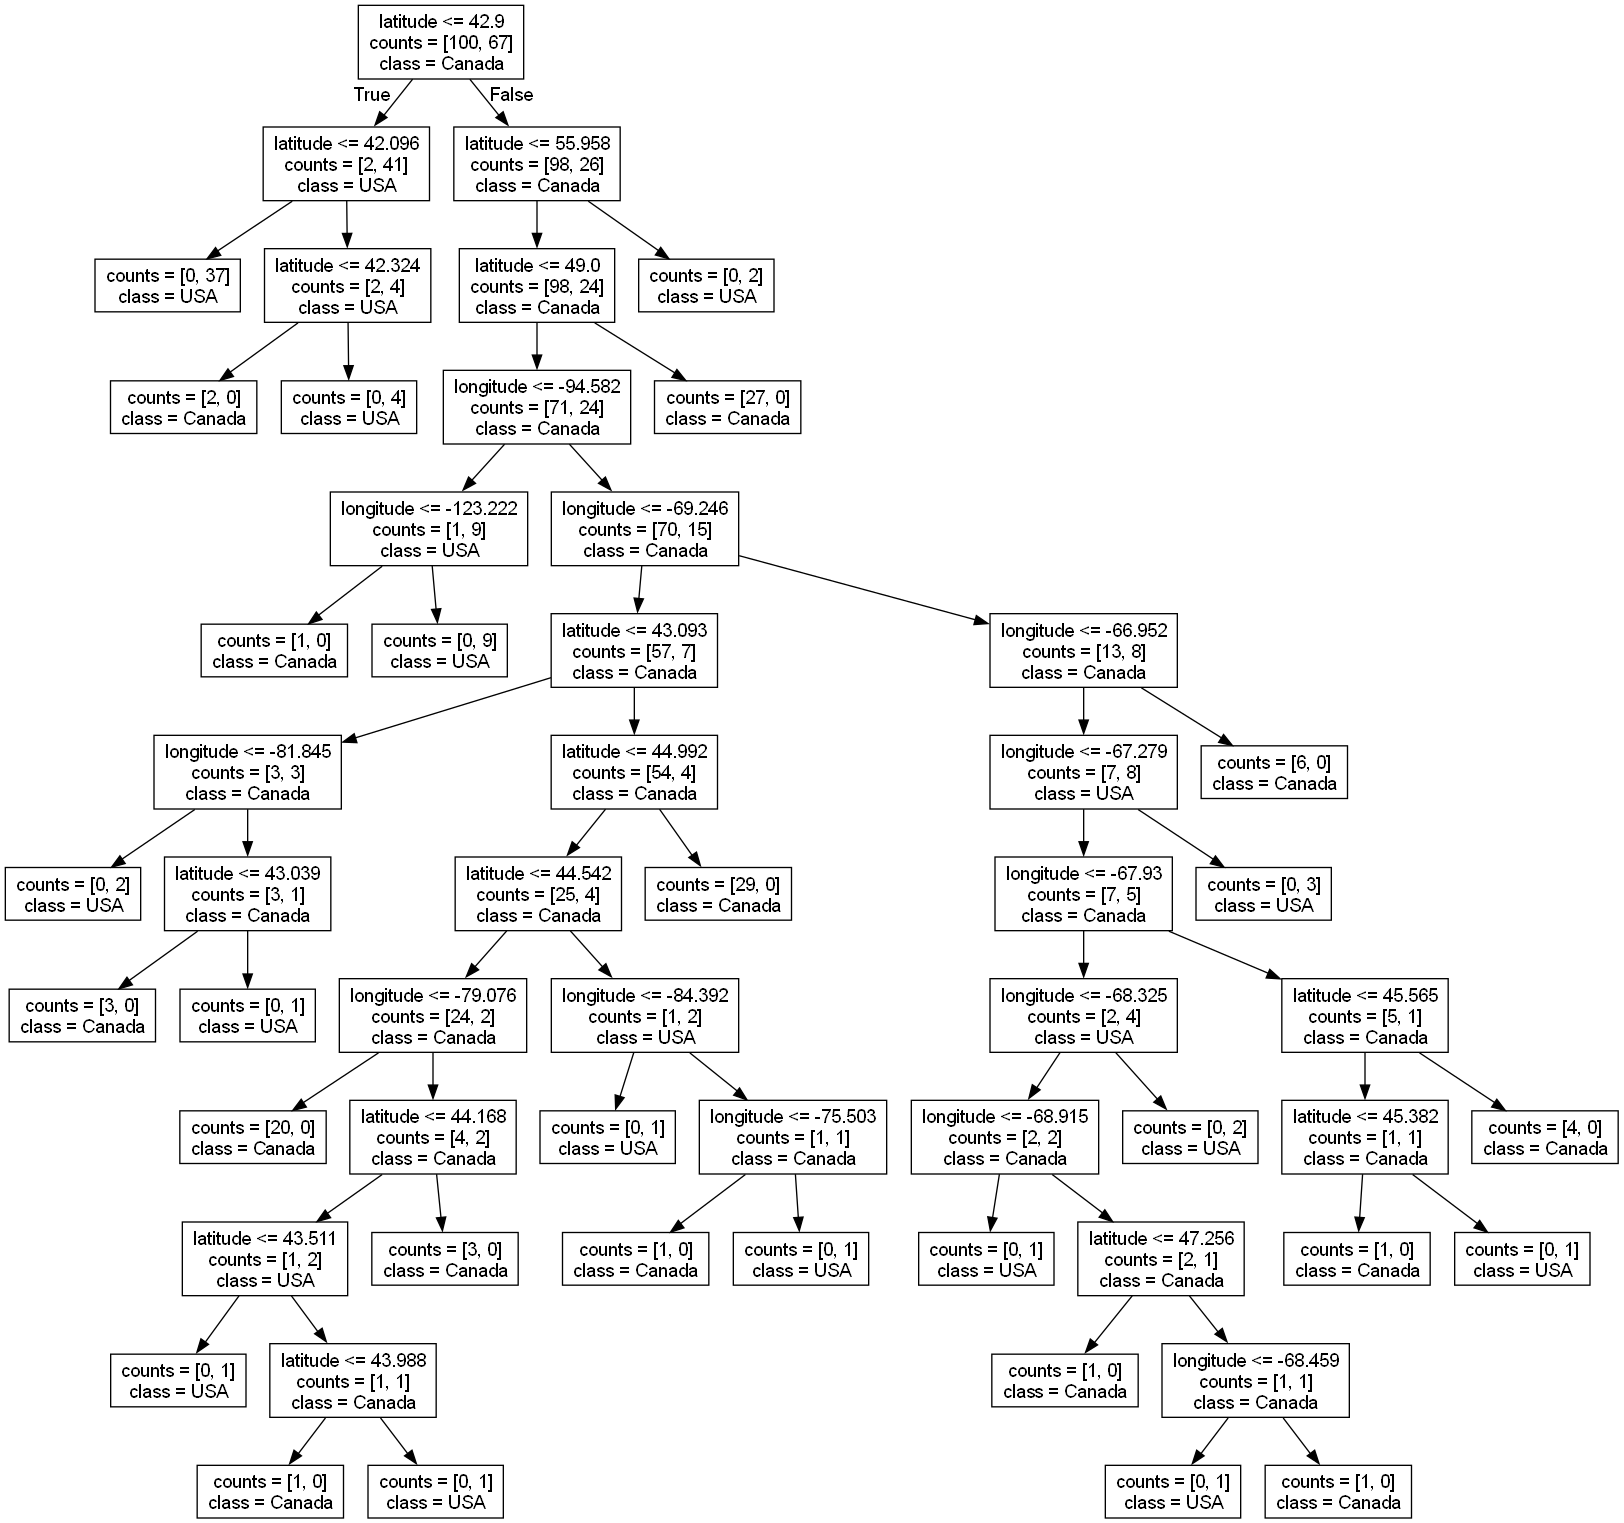 latitude <= 42.9
counts = [100, 67]
class = Canada
True
False
latitude <= 42.096
counts = [2, 41]
class = USA
latitude <= 55.958
counts = [98, 26]
class = Canada
counts = [0, 37]
class = USA
latitude <= 42.324
counts = [2, 4]
class = USA
latitude <= 49.0
counts = [98, 24]
class = Canada
counts = [0, 2]
class = USA
counts = [2, 0]
class = Canada
counts = [0, 4]
class = USA
longitude <= -94.582
counts = [71, 24]
class = Canada
counts = [27, 0]
class = Canada
longitude <= -123.222
counts = [1, 9]
class = USA
longitude <= -69.246
counts = [70, 15]
class = Canada
counts = [1, 0]
class = Canada
counts = [0, 9]
class = USA
latitude <= 43.093
counts = [57, 7]
class = Canada
longitude <= -66.952
counts = [13, 8]
class = Canada
longitude <= -81.845
counts = [3, 3]
class = Canada
latitude <= 44.992
counts = [54, 4]
class = Canada
longitude <= -67.279
counts = [7, 8]
class = USA
counts = [6, 0]
class = Canada
counts = [0, 2]
class = USA
latitude <= 43.039
counts = [3, 1]
class = Canada
latitude <= 44.542
counts = [25, 4]
class = Canada
counts = [29, 0]
class = Canada
longitude <= -67.93
counts = [7, 5]
class = Canada
counts = [0, 3]
class = USA
counts = [3, 0]
class = Canada
counts = [0, 1]
class = USA
longitude <= -79.076
counts = [24, 2]
class = Canada
longitude <= -84.392
counts = [1, 2]
class = USA
longitude <= -68.325
counts = [2, 4]
class = USA
latitude <= 45.565
counts = [5, 1]
class = Canada
counts = [20, 0]
class = Canada
latitude <= 44.168
counts = [4, 2]
class = Canada
counts = [0, 1]
class = USA
longitude <= -75.503
counts = [1, 1]
class = Canada
longitude <= -68.915
counts = [2, 2]
class = Canada
counts = [0, 2]
class = USA
latitude <= 45.382
counts = [1, 1]
class = Canada
counts = [4, 0]
class = Canada
latitude <= 43.511
counts = [1, 2]
class = USA
counts = [3, 0]
class = Canada
counts = [1, 0]
class = Canada
counts = [0, 1]
class = USA
counts = [0, 1]
class = USA
latitude <= 47.256
counts = [2, 1]
class = Canada
counts = [1, 0]
class = Canada
counts = [0, 1]
class = USA
counts = [0, 1]
class = USA
latitude <= 43.988
counts = [1, 1]
class = Canada
counts = [1, 0]
class = Canada
longitude <= -68.459
counts = [1, 1]
class = Canada
counts = [1, 0]
class = Canada
counts = [0, 1]
class = USA
counts = [0, 1]
class = USA
counts = [1, 0]
class = Canada